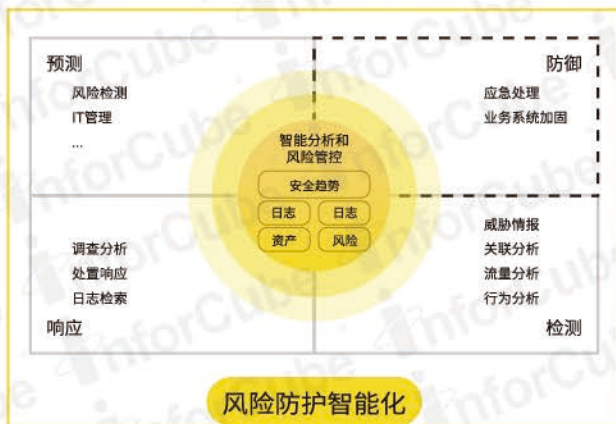 预测
风险检测
IT管理
...
防御
应急处理
业务系统加固
智能分析和
风险管控
安全趋势
日志
日志
资产
风险
调查分析
处置响应
日志检索
响应
威胁情报
关联分析
流量分析
行为分析
检测
风险防护智能化
inforCube